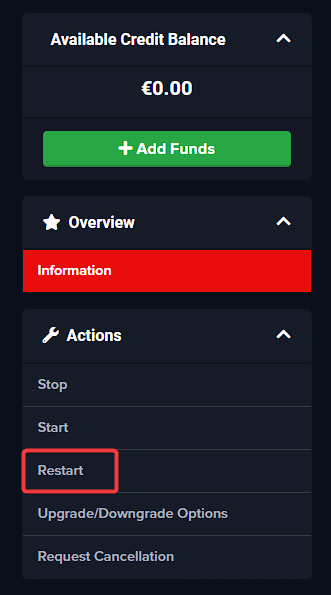 Available Credit Balance
€0.00
+ Add Funds
Overview
Information
Actions
Stop
Start
Restart
Upgrade/Downgrade Options
Request Cancellation